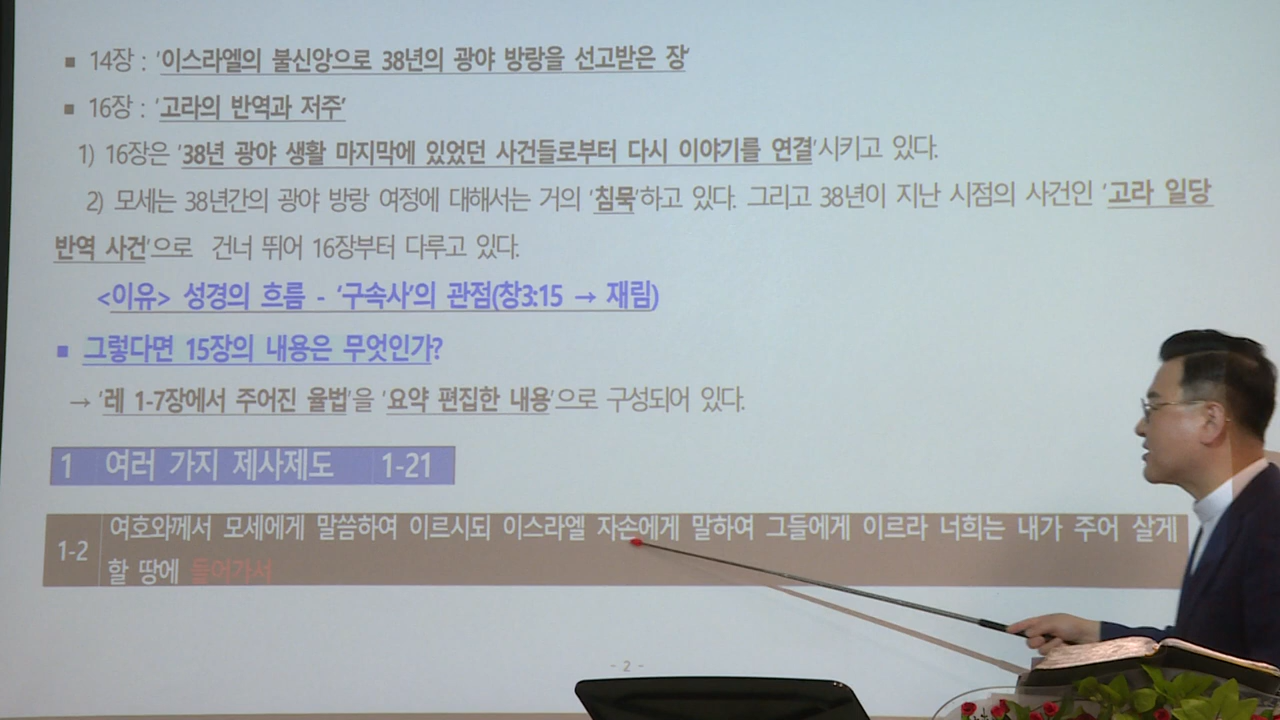 ▪ 14장 : '이스라엘의 불신앙으로 38년의 광야 방랑을 선고받은 장'
▪ 16장 : '고라의 반역과 저주'
1) 16장은 '38년 광야 생활 마지막에 있었던 사건들로부터 다시 이야기를 연결'시키고 있다.
2) 모세는 38년간의 광야 방랑 여정에 대해서는 거의 '침묵'하고 있다. 그리고 38년이 지난 시점의 사건인 '고라 일당
반역 사건'으로 건너 뛰어 16장부터 다루고 있다.
<이유> 성경의 흐름 - '구속사'의 관점(창3:15 → 재림)
▪ 그렇다면 15장의 내용은 무엇인가?
→ '레 1-7장에서 주어진 율법'을 '요약 편집한 내용'으로 구성되어 있다.
1 여러 가지 제사제도 1-21
1-2 여호와께서 모세에게 말씀하여 이르시되 이스라엘 자손에게 말하여 그들에게 이르라 너희는 내가 주어 살게
할 땅에 들어가서
- 2 -